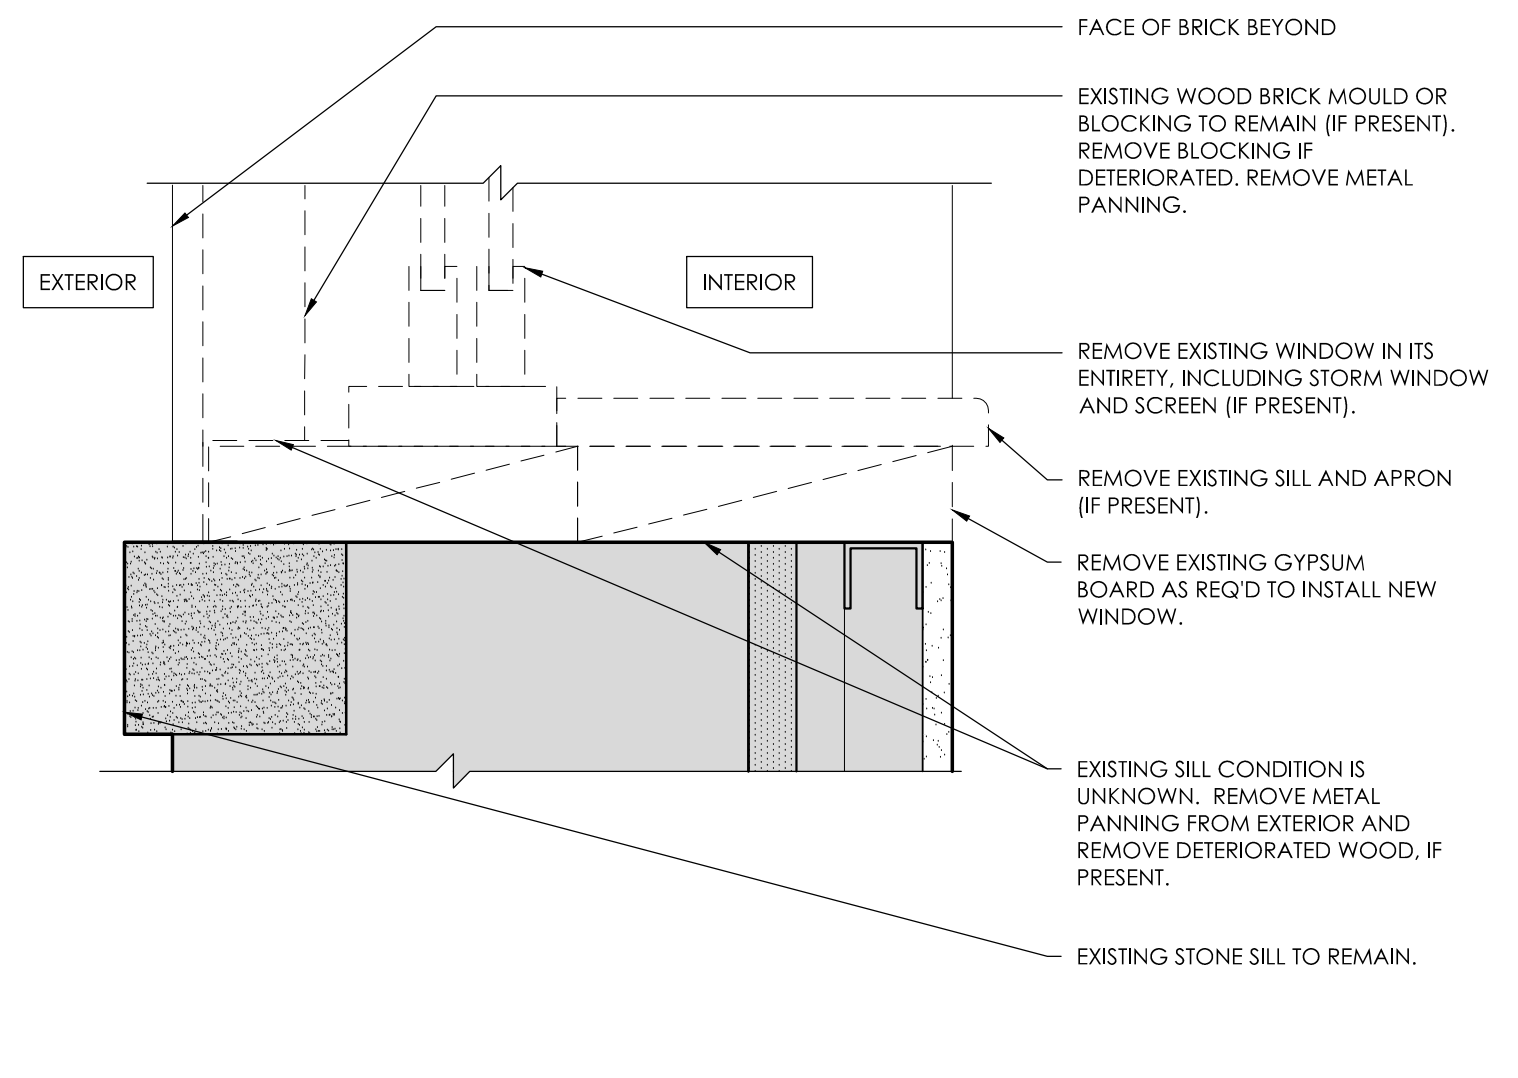 FACE OF BRICK BEYOND
EXISTING WOOD BRICK MOULD OR
BLOCKING TO REMAIN (IF PRESENT).
REMOVE BLOCKING IF
DETERIORATED. REMOVE METAL
PANNING.
EXTERIOR
INTERIOR
REMOVE EXISTING WINDOW IN ITS
ENTIRETY, INCLUDING STORM WINDOW
AND SCREEN (IF PRESENT).
REMOVE EXISTING SILL AND APRON
(IF PRESENT).
REMOVE EXISTING GYPSUM
BOARD AS REQ'D TO INSTALL NEW
WINDOW.
EXISTING SILL CONDITION IS
UNKNOWN.  REMOVE METAL
PANNING FROM EXTERIOR AND
REMOVE DETERIORATED WOOD, IF
PRESENT.
EXISTING STONE SILL TO REMAIN.